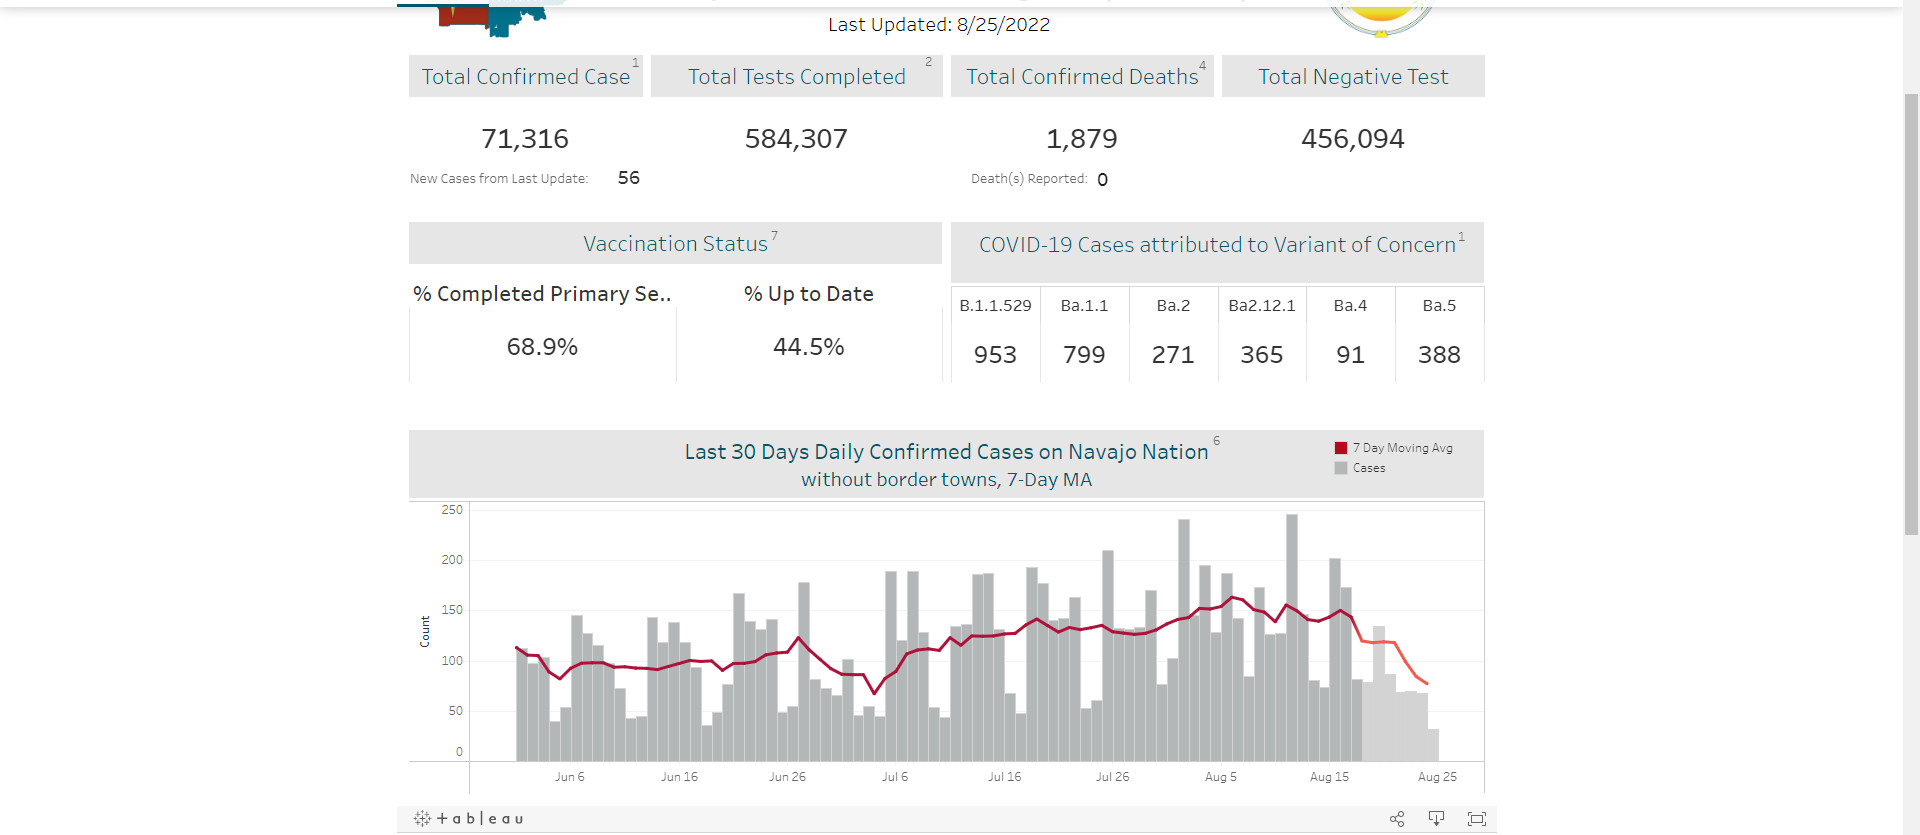 Last Updated: 8/25/2022
Total Confirmed Case 1
Total Tests Completed 2
Total Confirmed Deaths 4
Total Negative Test
71,316
584,307
1,879
456,094
New Cases from Last Update: 56
Death(s) Reported: 0
Vaccination Status 7
COVID-19 Cases attributed to Variant of Concern 1
% Completed Primary Se..
% Up to Date
68.9%
44.5%
B.1.1.529 Ba.1.1 Ba.2 Ba2.12.1 Ba.4 Ba.5
953 799 271 365 91 388
Last 30 Days Daily Confirmed Cases on Navajo Nation 6
without border towns, 7-Day MA
7 Day Moving Avg
Cases
250
200
150
100
50
0
Count
Jun 6 Jun 16 Jun 26 Jul 6 Jul 16 Jul 26 Aug 5 Aug 15 Aug 25
+ a b l e a u